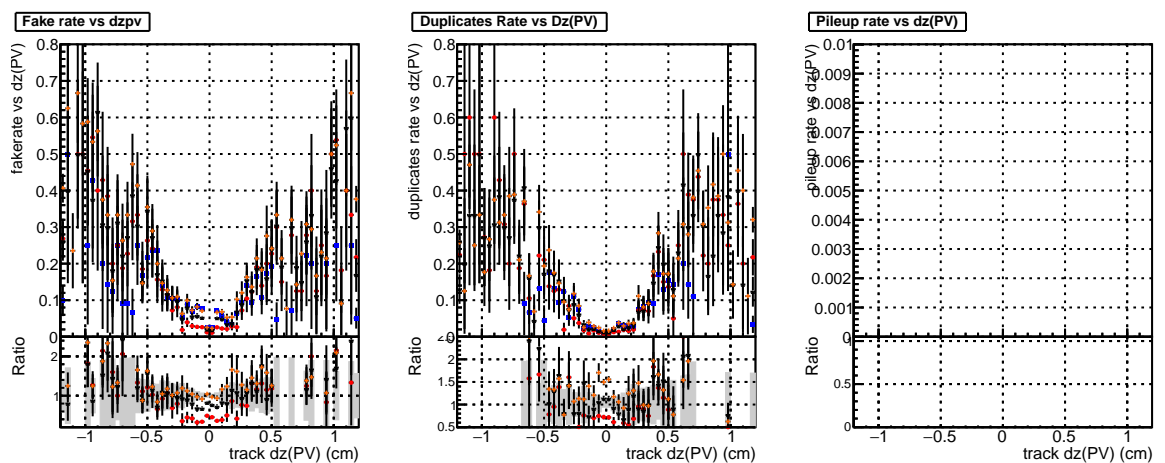 Fake rate vs dzpv
fakerate vs dz(PV)
0.8
0.7
0.6
0.5
0.4
0.3
0.2
0.1
0
Ratio
2
1
−1 −0.5 0 0.5 1
track dz(PV) (cm)
Duplicates Rate vs Dz(PV)
duplicates rate vs dz(PV)
0.8
0.7
0.6
0.5
0.4
0.3
0.2
0.1
Ratio
2
1.5
1
0.5
−1 −0.5 0 0.5 1
track dz(PV) (cm)
Pileup rate vs dz(PV)
pileup rate vs dz(PV)
0.01
0.009
0.008
0.007
0.006
0.005
0.004
0.003
0.002
0.001
0
Ratio
0.5
0
−1 −0.5 0 0.5 1
track dz(PV) (cm)